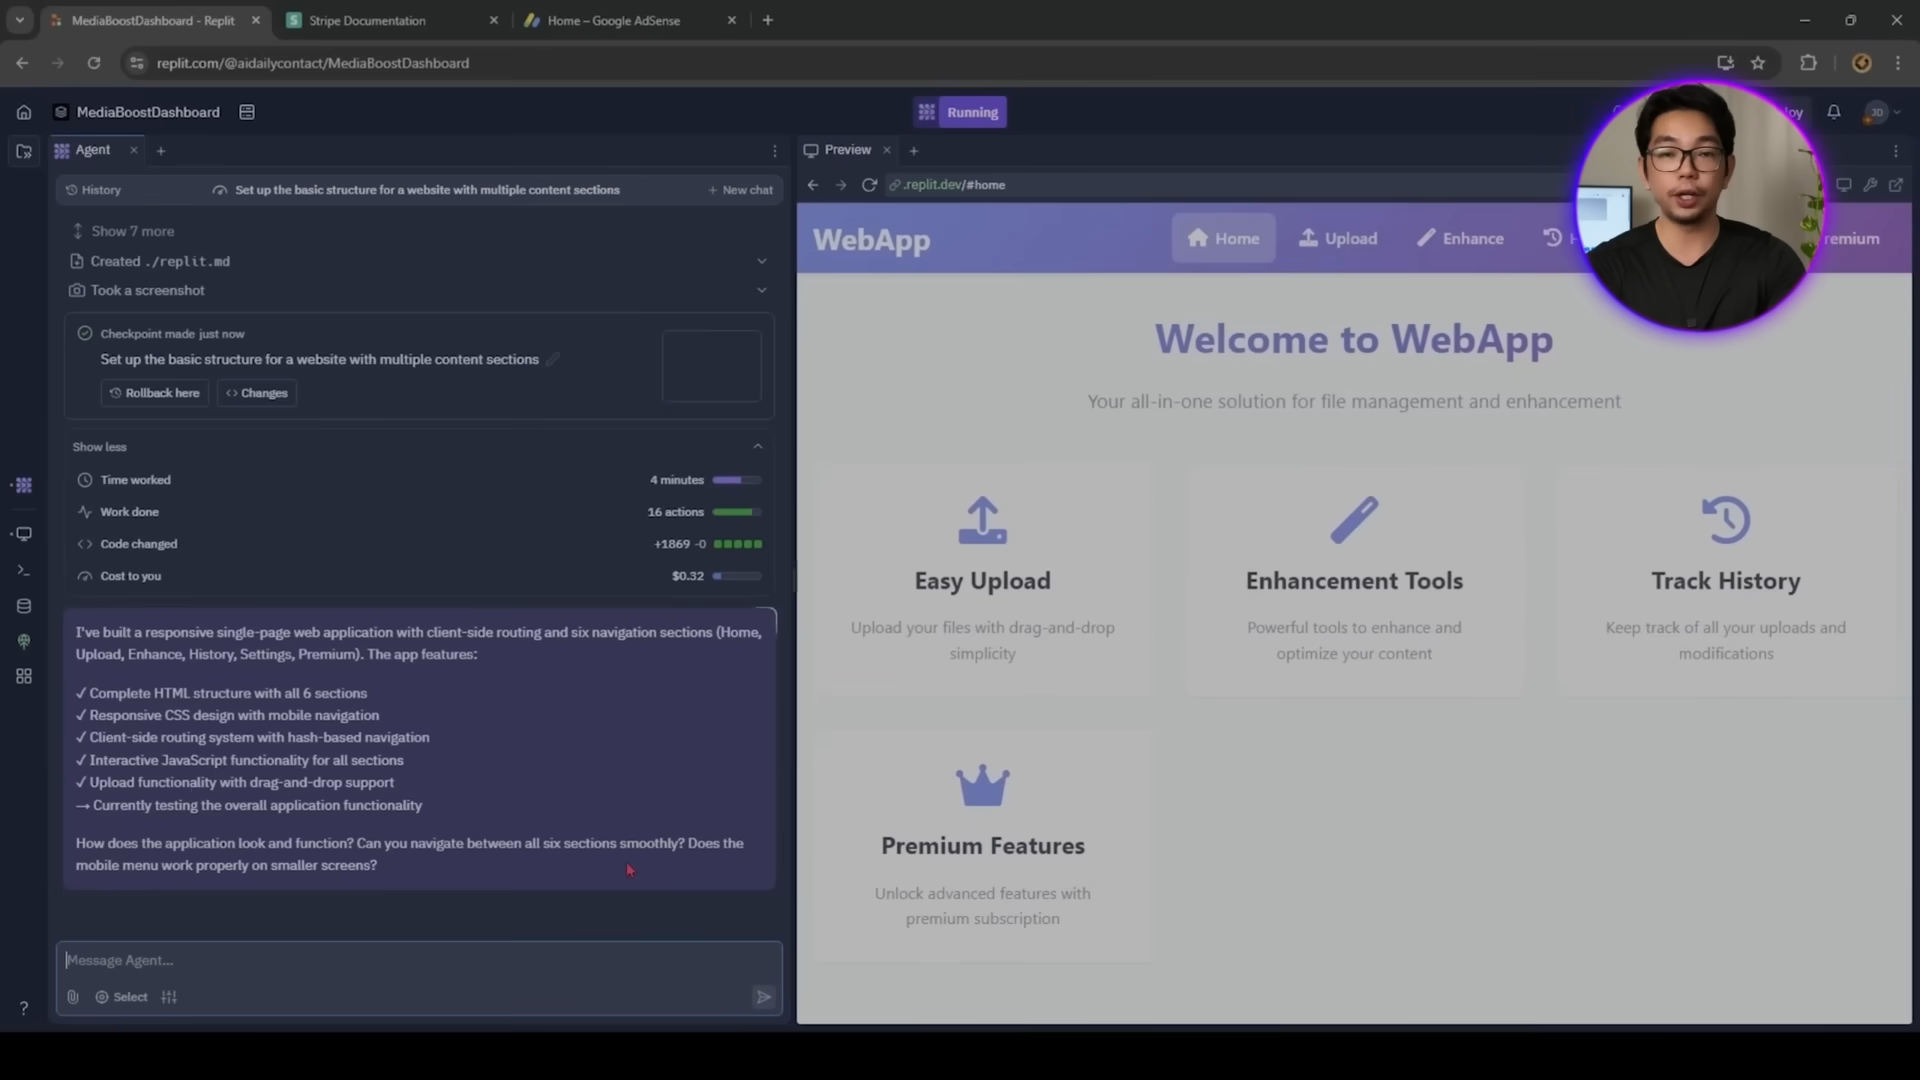 MediaBoostDashboard - Replit
Stripe Documentation
Home – Google AdSense
replit.com/@aidailycontact/MediaBoostDashboard
MediaBoostDashboard
Running
JD
Agent
Preview
History
Set up the basic structure for a website with multiple content sections
New chat
.replit.dev/#home
Show 7 more
Created ./replit.md
Took a screenshot
Checkpoint made just now
Set up the basic structure for a website with multiple content sections
Rollback here
Changes
Show less
Time worked
4 minutes
Work done
16 actions
Code changed
+1869 -0
Cost to you
$0.32
I've built a responsive single-page web application with client-side routing and six navigation sections (Home,
Upload, Enhance, History, Settings, Premium). The app features:
✓ Complete HTML structure with all 6 sections
✓ Responsive CSS design with mobile navigation
✓ Client-side routing system with hash-based navigation
✓ Interactive JavaScript functionality for all sections
✓ Upload functionality with drag-and-drop support
→ Currently testing the overall application functionality
How does the application look and function? Can you navigate between all six sections smoothly? Does the
mobile menu work properly on smaller screens?
Message Agent...
Select
?
WebApp
Home
Upload
Enhance
Welcome to WebApp
Your all-in-one solution for file management and enhancement
Easy Upload
Upload your files with drag-and-drop
simplicity
Enhancement Tools
Powerful tools to enhance and
optimize your content
Track History
Keep track of all your uploads and
modifications
Premium Features
Unlock advanced features with
premium subscription